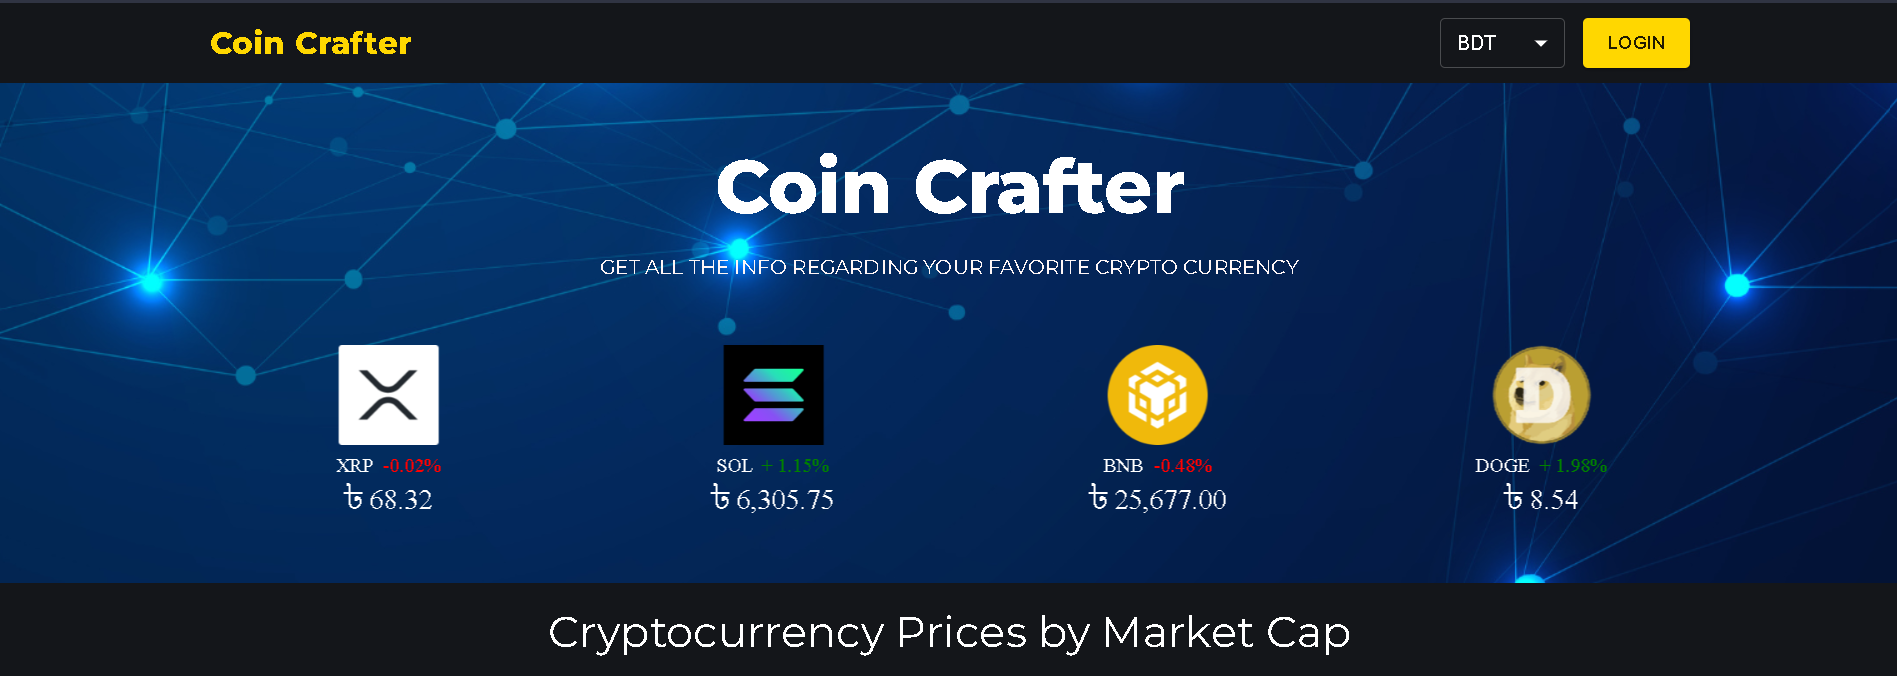 Coin Crafter
BDT
LOGIN
Coin Crafter
GET ALL THE INFO REGARDING YOUR FAVORITE CRYPTO CURRENCY
XRP -0.02%
৳ 68.32
SOL +1.15%
৳ 6,305.75
BNB -0.48%
৳ 25,677.00
DOGE +1.98%
৳ 8.54
Cryptocurrency Prices by Market Cap